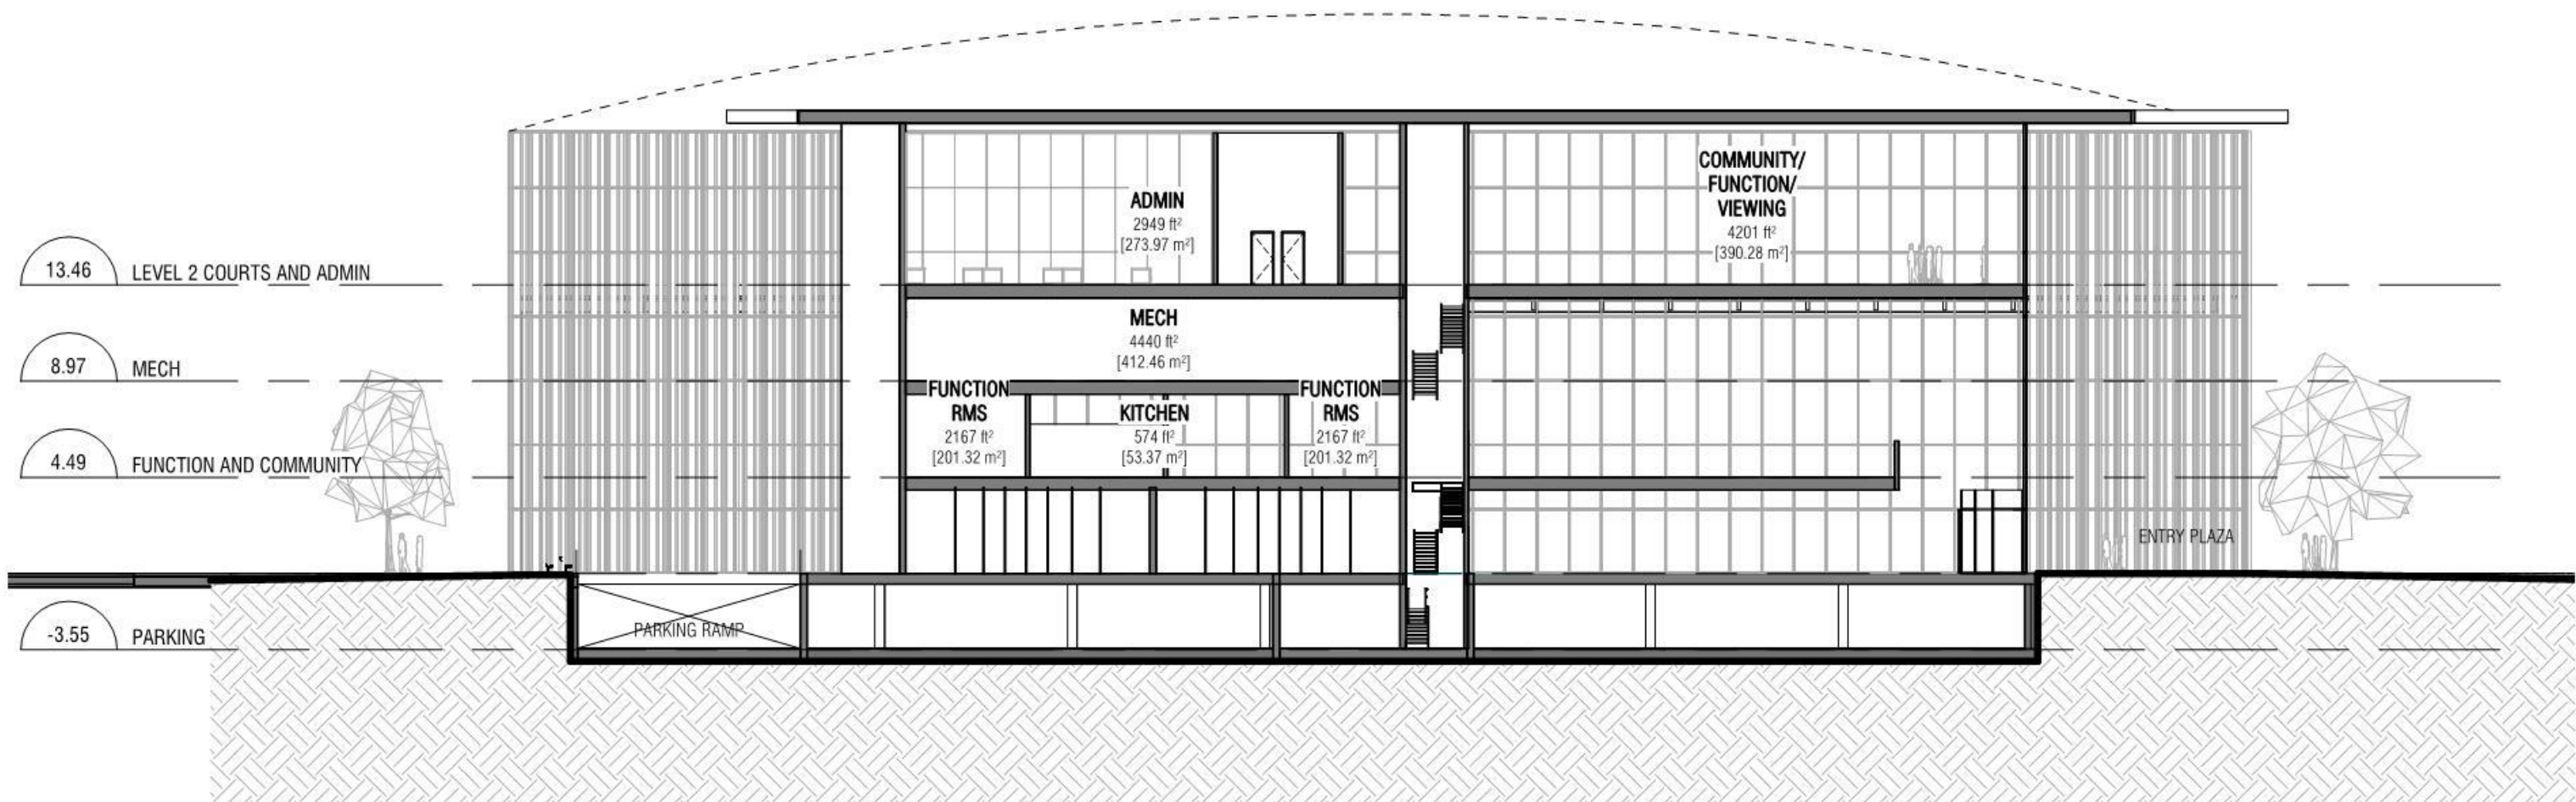 ADMIN
2949 ft²
[273.97 m²]
COMMUNITY/
FUNCTION/
VIEWING
4201 ft²
[390.28 m²]
13.46 LEVEL 2 COURTS AND ADMIN
MECH
4440 ft²
[412.46 m²]
8.97 MECH
FUNCTION
RMS
2167 ft²
[201.32 m²]
KITCHEN
574 ft²
[53.37 m²]
FUNCTION
RMS
2167 ft²
[201.32 m²]
4.49 FUNCTION AND COMMUNITY
ENTRY PLAZA
-3.55 PARKING
PARKING RAMP